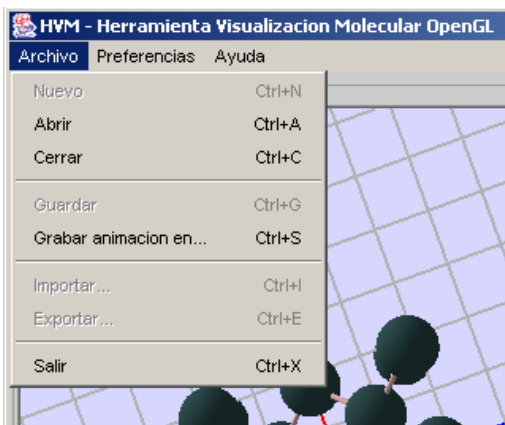 HVM - Herramienta Visualizacion Molecular OpenGL
Archivo Preferencias Ayuda
Nuevo Ctrl+N
Abrir Ctrl+A
Cerrar Ctrl+C
Guardar Ctrl+G
Grabar animacion en... Ctrl+S
Importar... Ctrl+I
Exportar... Ctrl+E
Salir Ctrl+X